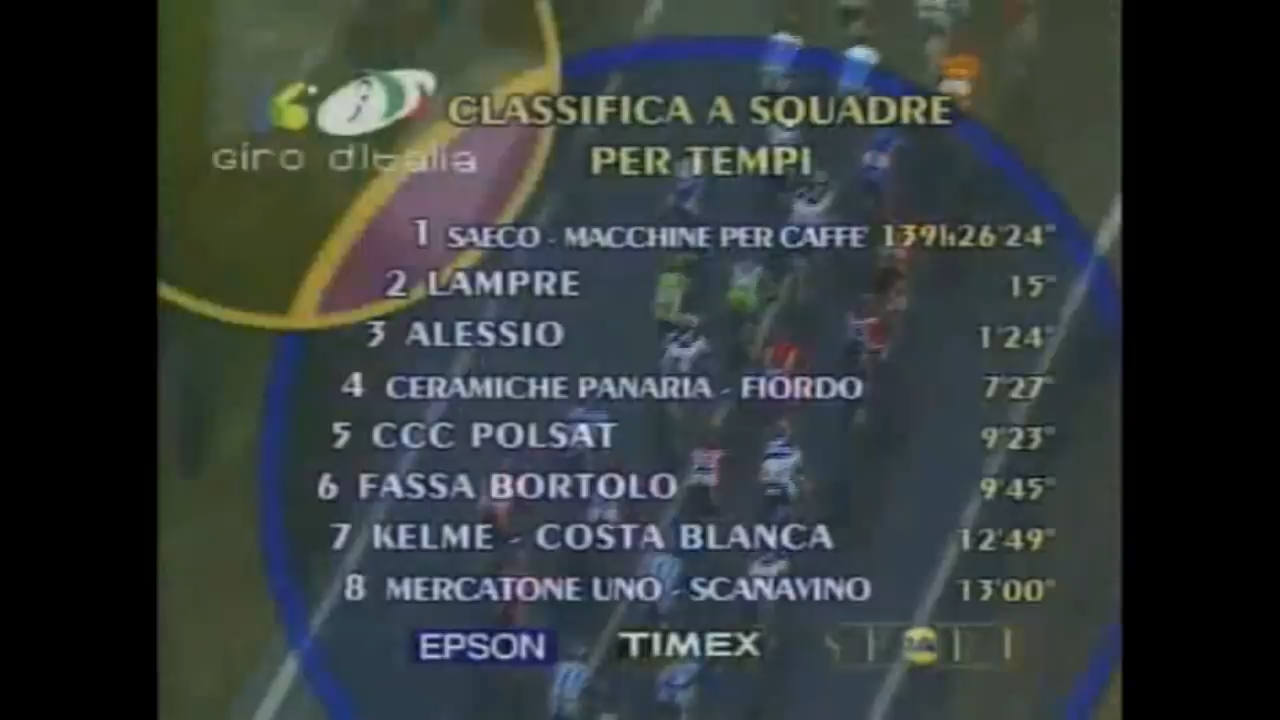 CLASSIFICA A SQUADRE
PER TEMPI
Giro d'Italia
1 SAECO - MACCHINE PER CAFFE' 139h26'24"
2 LAMPRE 15"
3 ALESSIO 1'24"
4 CERAMICHE PANARIA - FIORDO 7'27"
5 CCC POLSAT 9'23"
6 FASSA BORTOLO 9'45"
7 KELME - COSTA BLANCA 12'49"
8 MERCATONE UNO - SCANAVINO 13'00"
EPSON TIMEX